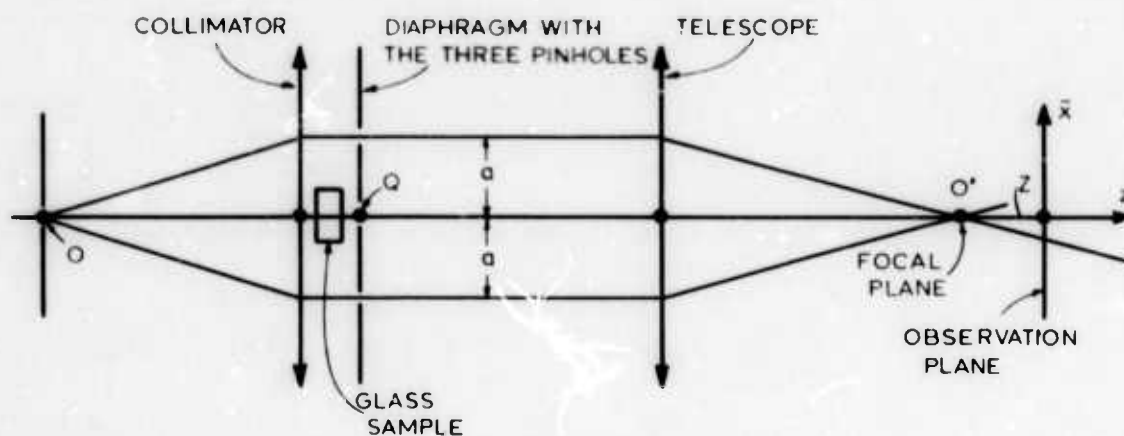 COLLIMATOR
DIAPHRAGM WITH
THE THREE PINHOLES
TELESCOPE
x̄
a
Q
O'
Z
z
O
a
FOCAL
PLANE
OBSERVATION
PLANE
GLASS
SAMPLE